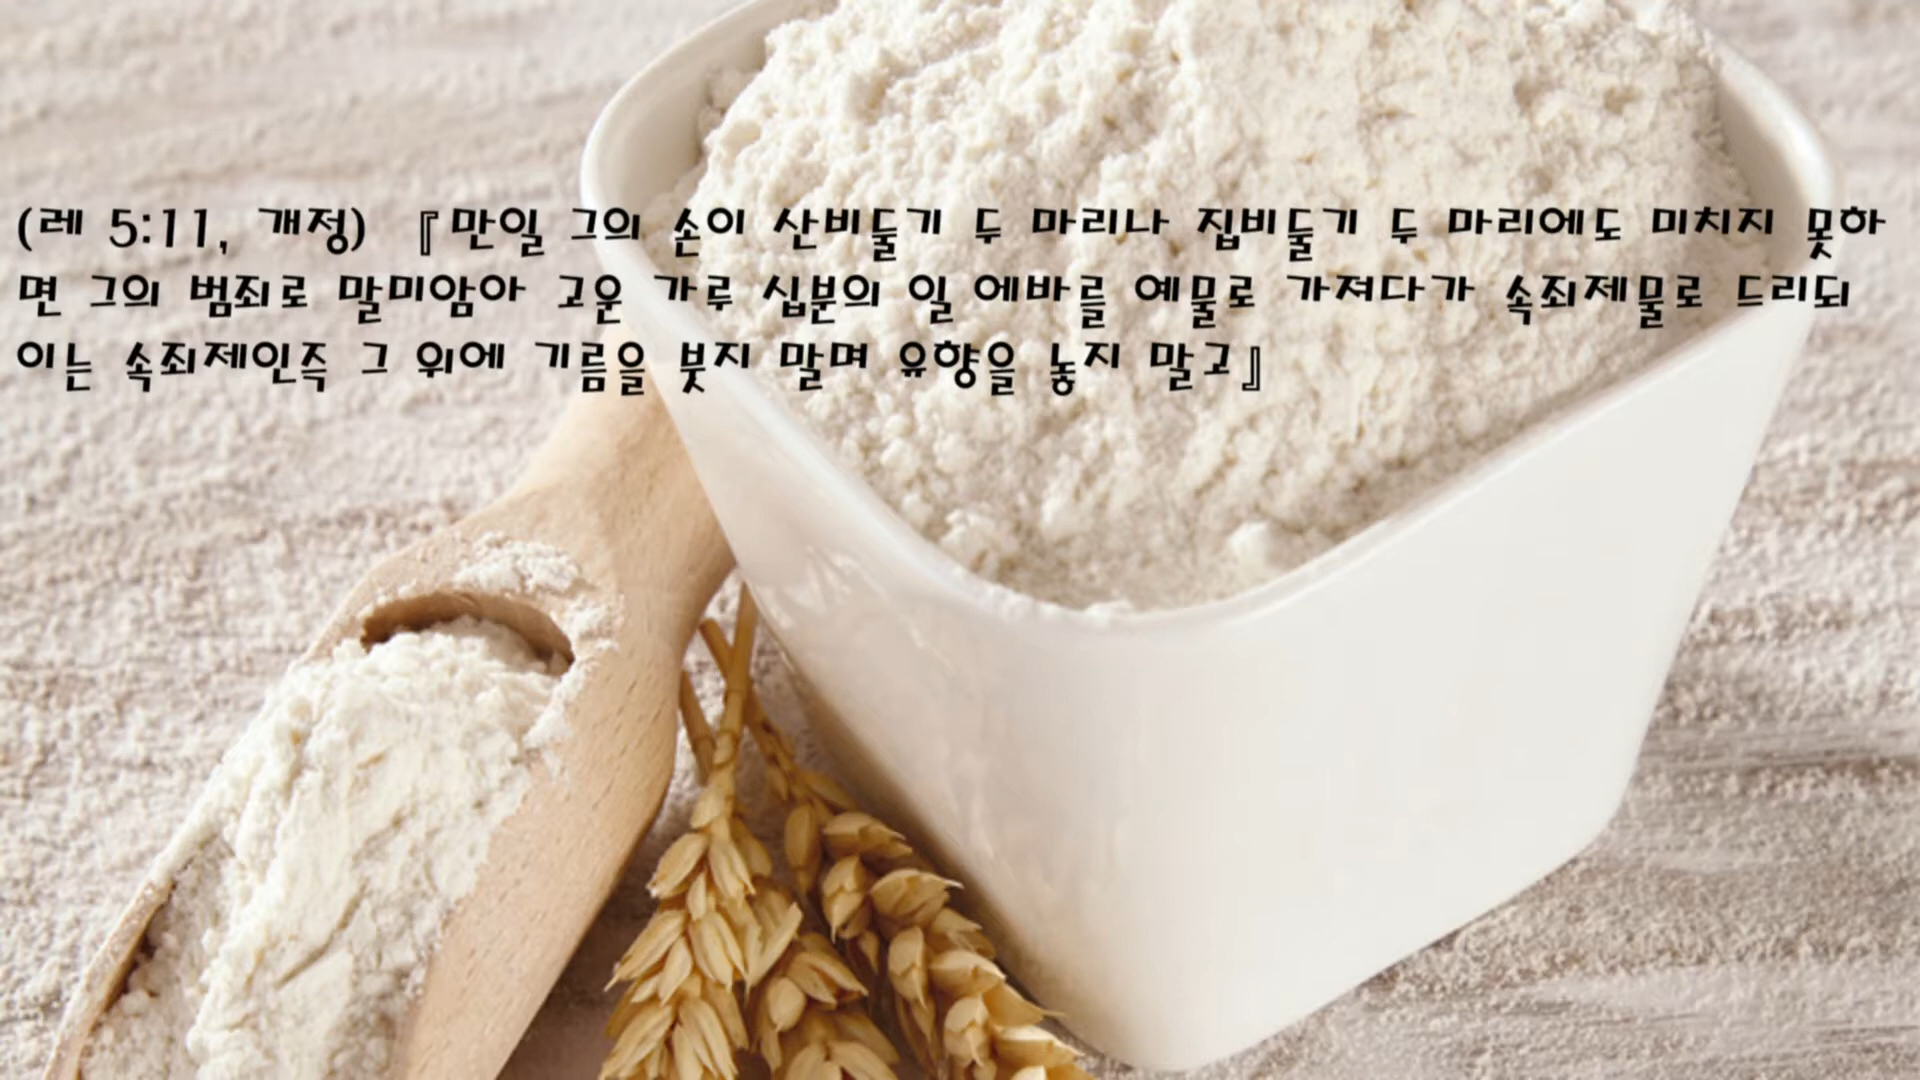 (레 5:11, 개정) 『만일 그의 손이 산비둘기 두 마리나 집비둘기 두 마리에도 미치지 못하
면 그의 범죄로 말미암아 고운 가루 십분의 일 에바를 예물로 가져다가 속죄제물로 드리되
이는 속죄제인즉 그 위에 기름을 붓지 말며 유향을 놓지 말고』